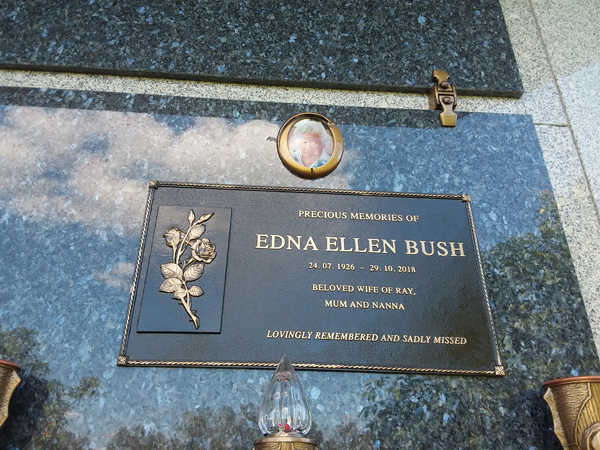 PRECIOUS MEMORIES OF
EDNA ELLEN BUSH
24. 07. 1926 – 29. 10. 2018
BELOVED WIFE OF RAY,
MUM AND NANNA
LOVINGLY REMEMBERED AND SADLY MISSED